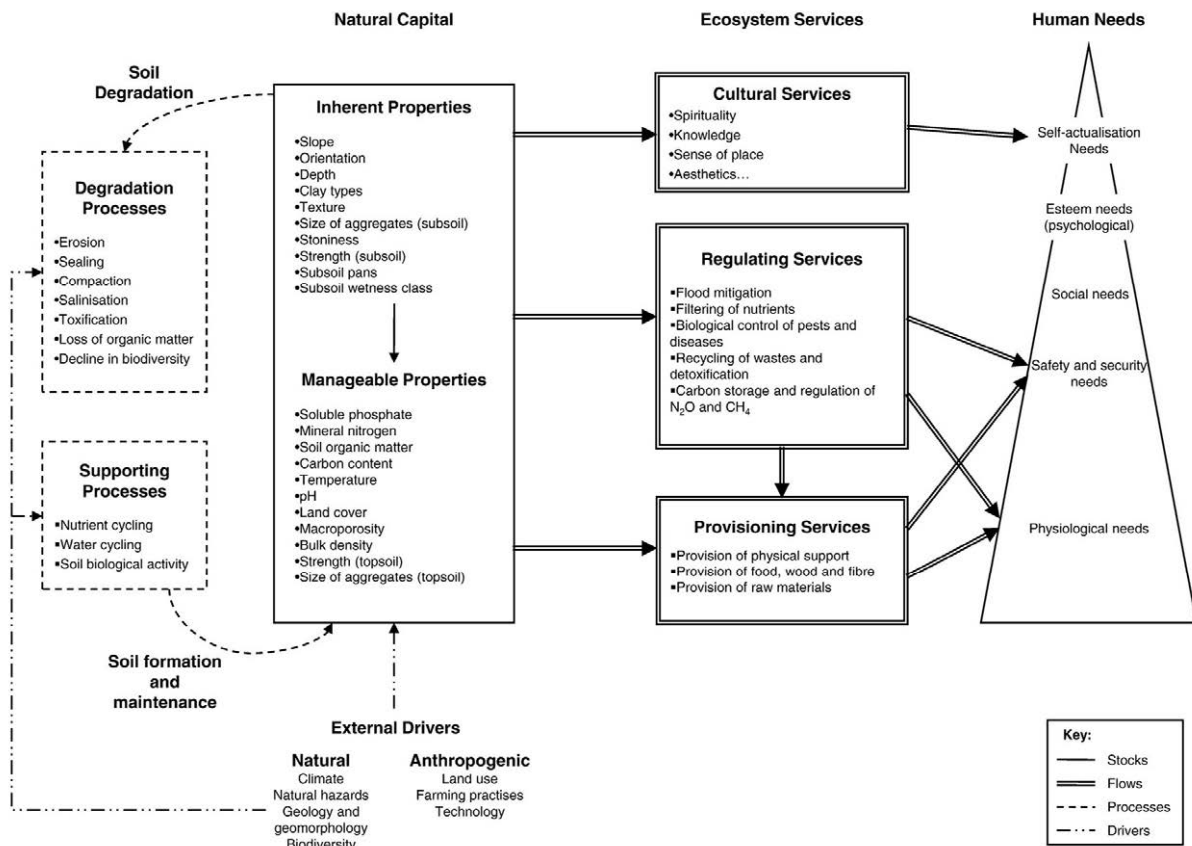 Natural Capital
Ecosystem Services
Human Needs
Soil
Degradation
Degradation
Processes
•Erosion
•Sealing
•Compaction
•Salinisation
•Toxification
•Loss of organic matter
•Decline in biodiversity
Supporting
Processes
▪Nutrient cycling
▪Water cycling
▪Soil biological activity
Soil formation
and
maintenance
Inherent Properties
•Slope
•Orientation
•Depth
•Clay types
•Texture
•Size of aggregates (subsoil)
•Stoniness
•Strength (subsoil)
•Subsoil pans
•Subsoil wetness class
Manageable Properties
•Soluble phosphate
•Mineral nitrogen
•Soil organic matter
•Carbon content
•Temperature
•pH
•Land cover
•Macroporosity
•Bulk density
•Strength (topsoil)
•Size of aggregates (topsoil)
External Drivers
Natural
Climate
Natural hazards
Geology and
geomorphology
Biodiversity
Anthropogenic
Land use
Farming practises
Technology
Cultural Services
•Spirituality
•Knowledge
•Sense of place
•Aesthetics…
Regulating Services
▪Flood mitigation
▪Filtering of nutrients
▪Biological control of pests and
diseases
▪Recycling of wastes and
detoxification
▪Carbon storage and regulation of
N₂O and CH₄
Provisioning Services
▪Provision of physical support
▪Provision of food, wood and fibre
▪Provision of raw materials
Self-actualisation
Needs
Esteem needs
(psychological)
Social needs
Safety and security
needs
Physiological needs
Key:
Stocks
Flows
Processes
Drivers